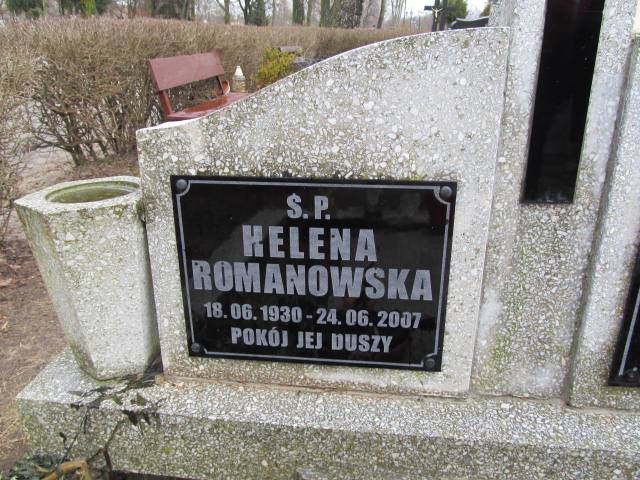 Ś.P.
HELENA
ROMANOWSKA
18.06.1930 - 24.06.2007
POKÓJ JEJ DUSZY